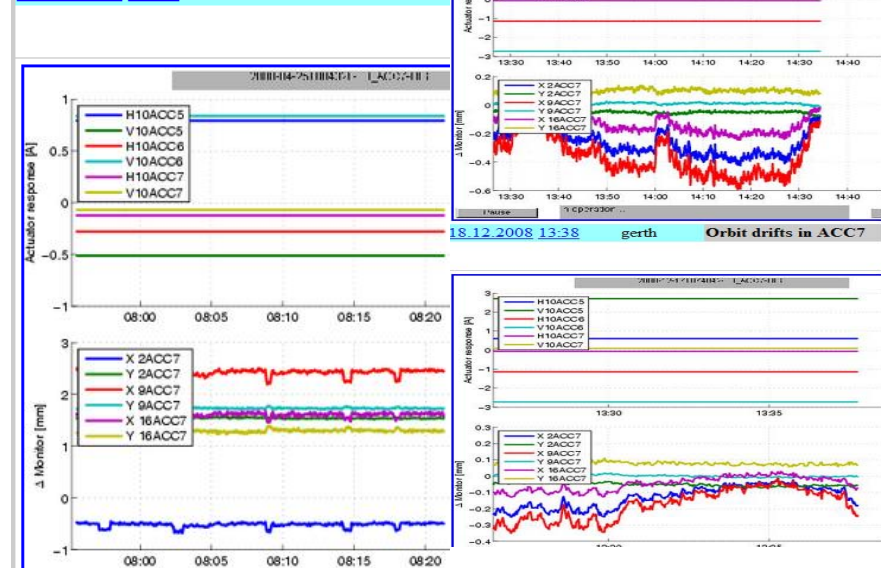 1
0.5
0
−0.5
−1
Actuator response [A]
H10ACC5
V10ACC5
H10ACC6
V10ACC6
H10ACC7
V10ACC7
08:00 08:05 08:10 08:15 08:20
3
2
1
0
−1
Δ Monitor [mm]
X 2ACC7
Y 2ACC7
X 9ACC7
Y 9ACC7
X 16ACC7
Y 16ACC7
08:00 08:05 08:10 08:15 08:20
−1
−2
−3
13:30 13:40 13:50 14:00 14:10 14:20 14:30 14:40
0.2
0
−0.2
−0.4
−0.6
Δ Monitor [mm]
X 2ACC7
Y 2ACC7
X 9ACC7
Y 9ACC7
X 16ACC7
Y 16ACC7
13:30 13:40 13:50 14:00 14:10 14:20 14:30 14:40
Pause operation ...
18.12.2008 13:38 gerth Orbit drifts in ACC7
3
2
1
0
−1
−2
−3
Actuator response [A]
H10ACC5
V10ACC5
H10ACC6
V10ACC6
H10ACC7
V10ACC7
13:30 13:35
0.3
0.2
0.1
0
−0.1
−0.2
−0.3
−0.4
Δ Monitor [mm]
X 2ACC7
Y 2ACC7
X 9ACC7
Y 9ACC7
X 16ACC7
Y 16ACC7